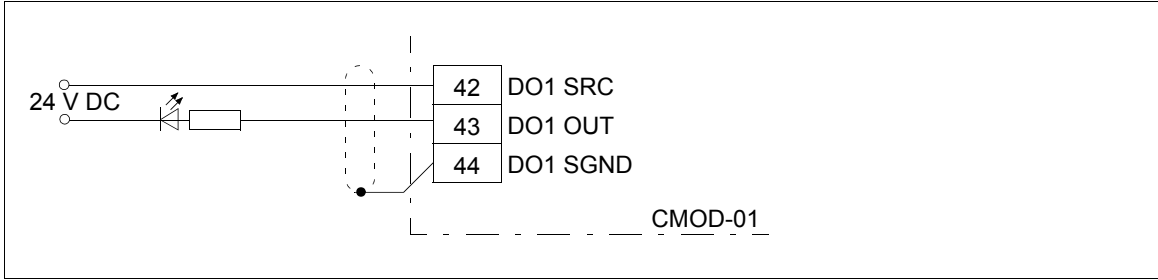 24 V DC
42 DO1 SRC
43 DO1 OUT
44 DO1 SGND
CMOD-01